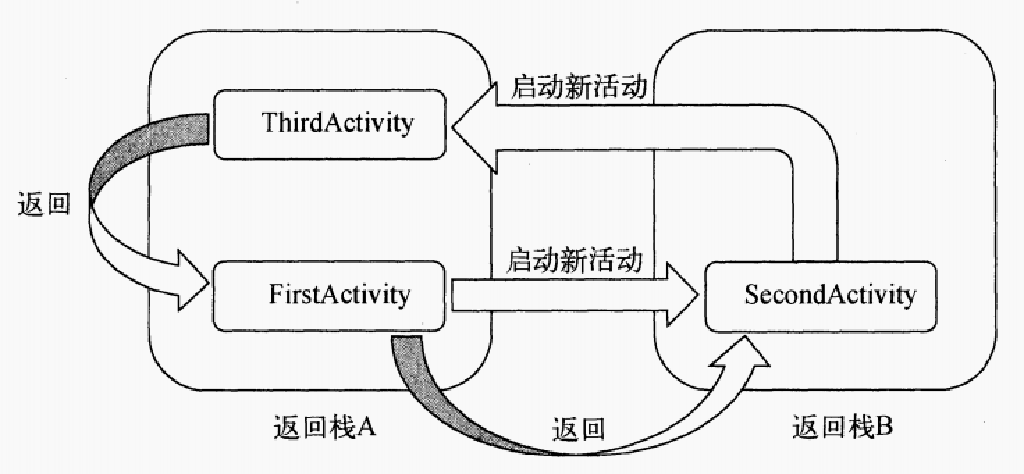 启动新活动
ThirdActivity
返回
启动新活动
FirstActivity
SecondActivity
返回栈A
返回
返回栈B